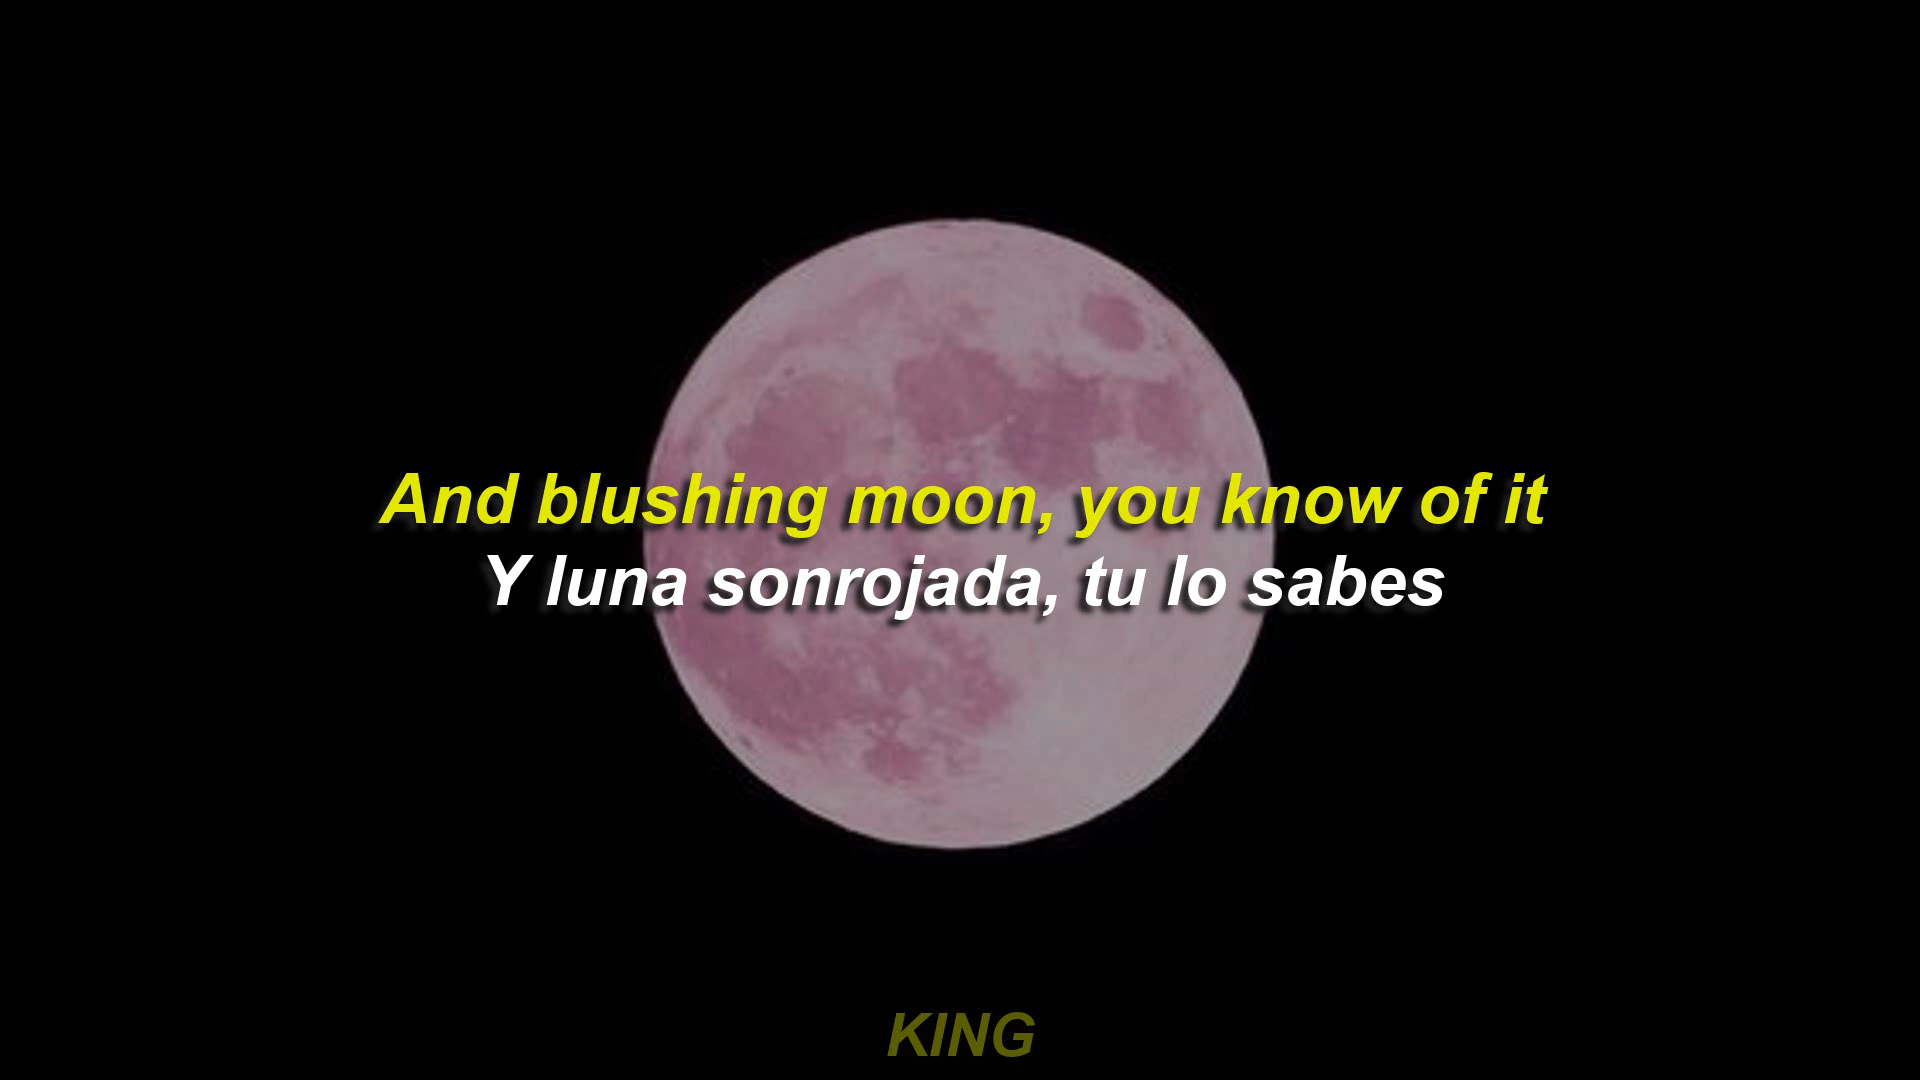 And blushing moon, you know of it
Y luna sonrojada, tu lo sabes
KING